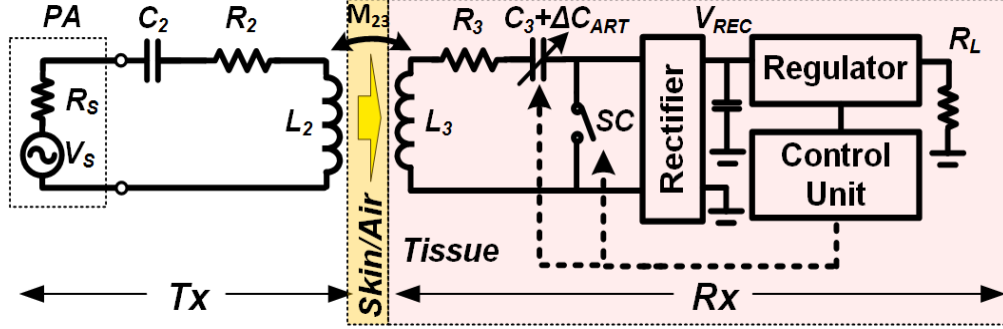 PA
C2
R2
M23
R3
C3+ΔCART
VREC
RL
RS
VS
L2
L3
SC
Rectifier
Regulator
Control
Unit
Skin/Air
Tissue
Tx
Rx